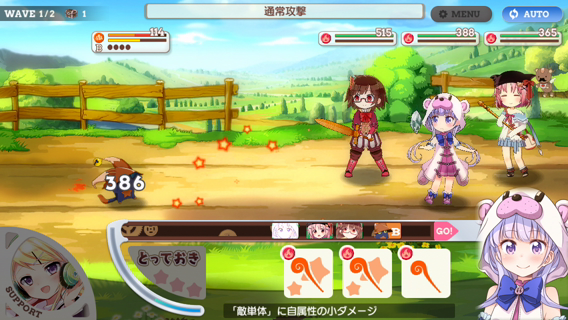 WAVE 1/2 1
通常攻撃
MENU
AUTO
114
B
515
388
365
386
B
GO!
とっておき
SUPPORT
「敵単体」に自属性の小ダメージ